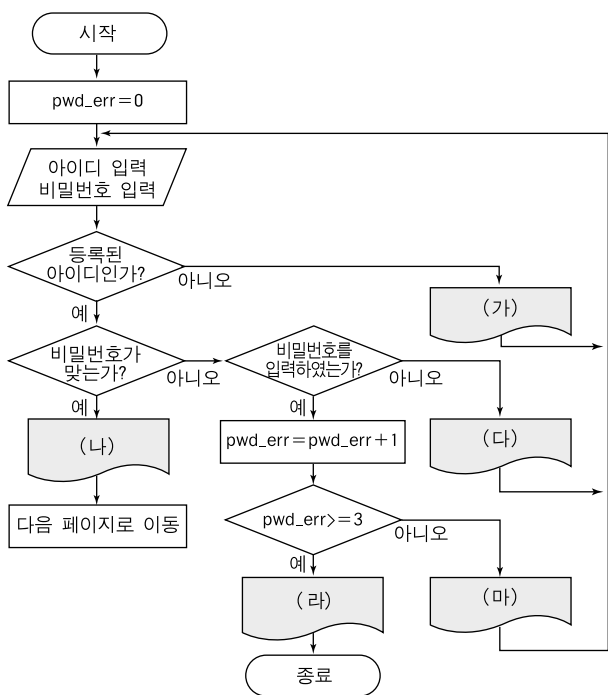 시작
pwd_err=0
아이디 입력
비밀번호 입력
등록된
아이디인가?
아니오
예
(가)
비밀번호가
맞는가?
아니오
예
비밀번호를
입력하였는가?
아니오
예
(나)
pwd_err=pwd_err+1
(다)
다음 페이지로 이동
pwd_err>=3
아니오
예
(라)
(마)
종료